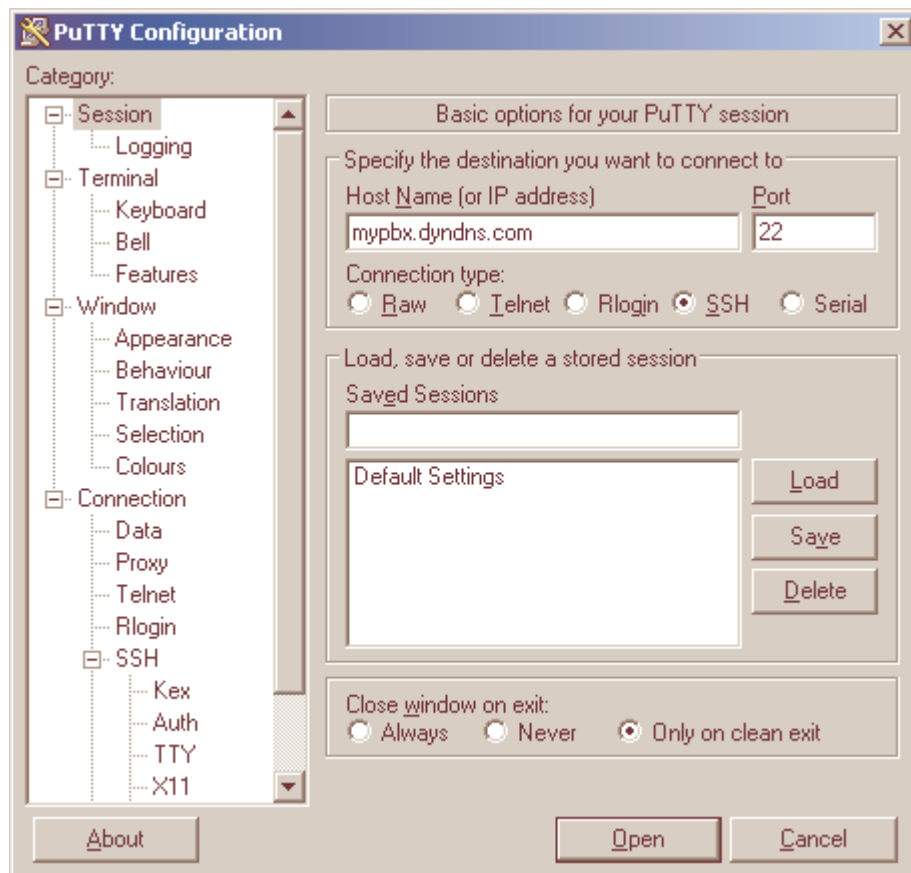 PuTTY Configuration
Category:
Session
Logging
Terminal
Keyboard
Bell
Features
Window
Appearance
Behaviour
Translation
Selection
Colours
Connection
Data
Proxy
Telnet
Rlogin
SSH
Kex
Auth
TTY
X11
Basic options for your PuTTY session
Specify the destination you want to connect to
Host Name (or IP address) Port
mypbx.dyndns.com 22
Connection type:
Raw Telnet Rlogin SSH Serial
Load, save or delete a stored session
Saved Sessions
Default Settings
Load
Save
Delete
Close window on exit:
Always Never Only on clean exit
About Open Cancel